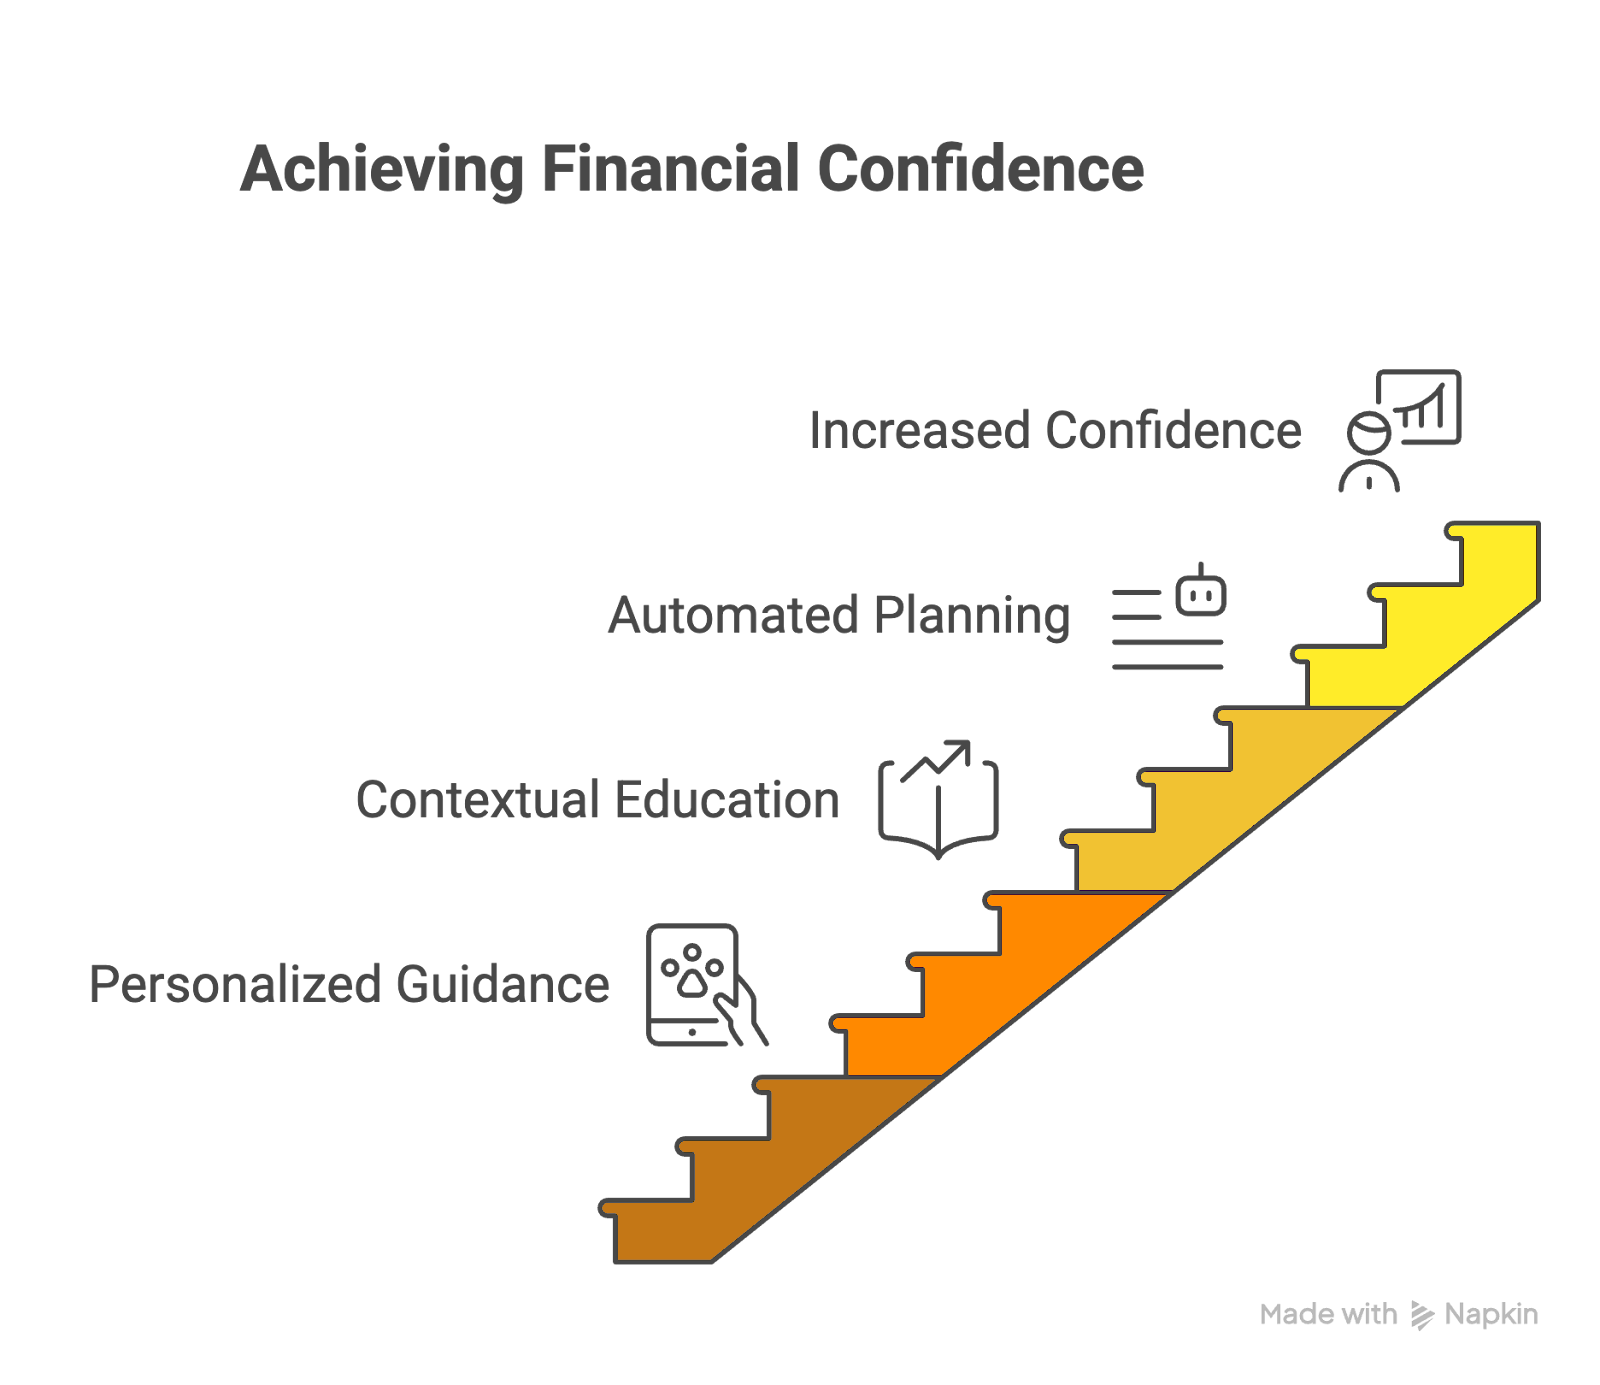 Achieving Financial Confidence
Increased Confidence
Automated Planning
Contextual Education
Personalized Guidance
Made with Napkin